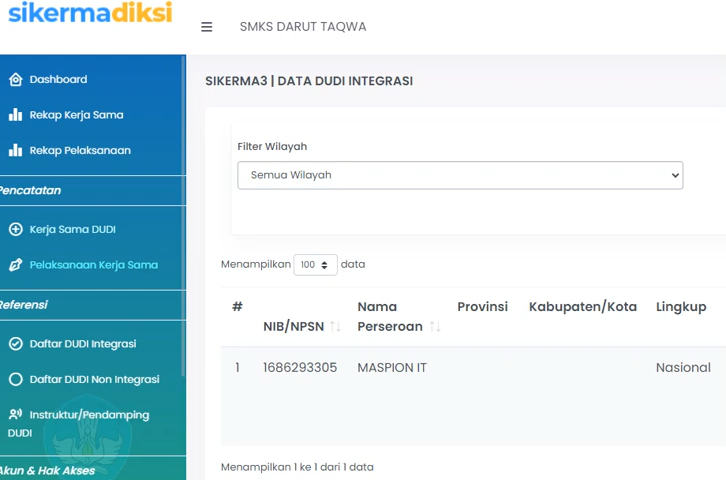 sikermadiksi
SMKS DARUT TAQWA
Dashboard
Rekap Kerja Sama
Rekap Pelaksanaan
Pencatatan
Kerja Sama DUDI
Pelaksanaan Kerja Sama
Referensi
Daftar DUDI Integrasi
Daftar DUDI Non Integrasi
Instruktur/Pendamping
DUDI
Akun & Hak Akses
SIKERMA3 | DATA DUDI INTEGRASI
Filter Wilayah
Semua Wilayah
Menampilkan 100 data
# NIB/NPSN Nama Perseroan Provinsi Kabupaten/Kota Lingkup
1 1686293305 MASPION IT Nasional
Menampilkan 1 ke 1 dari 1 data